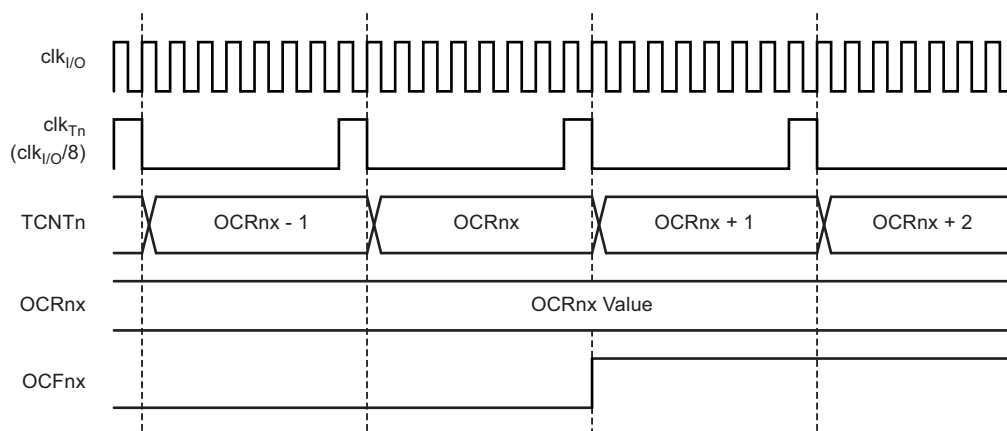 clkI/O
clkTn
(clkI/O/8)
TCNTn
OCRnx - 1
OCRnx
OCRnx + 1
OCRnx + 2
OCRnx
OCRnx Value
OCFnx